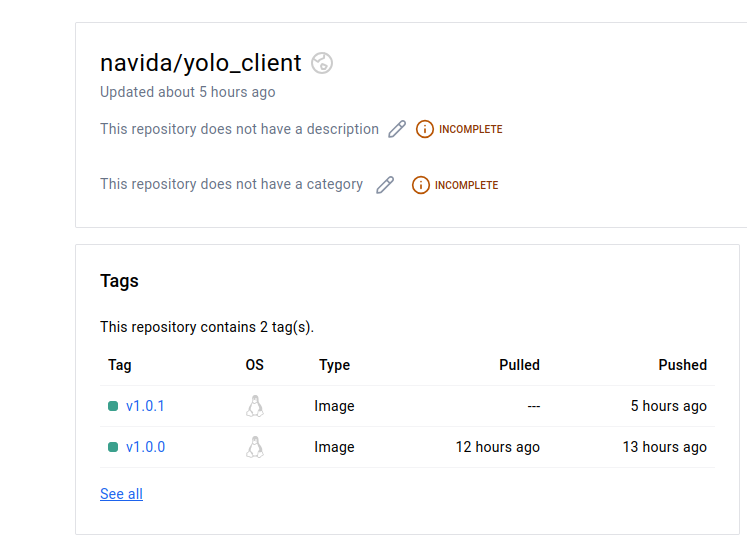 navida/yolo_client
Updated about 5 hours ago
This repository does not have a description INCOMPLETE
This repository does not have a category INCOMPLETE
Tags
This repository contains 2 tag(s).
Tag OS Type Pulled Pushed
v1.0.1 Image --- 5 hours ago
v1.0.0 Image 12 hours ago 13 hours ago
See all